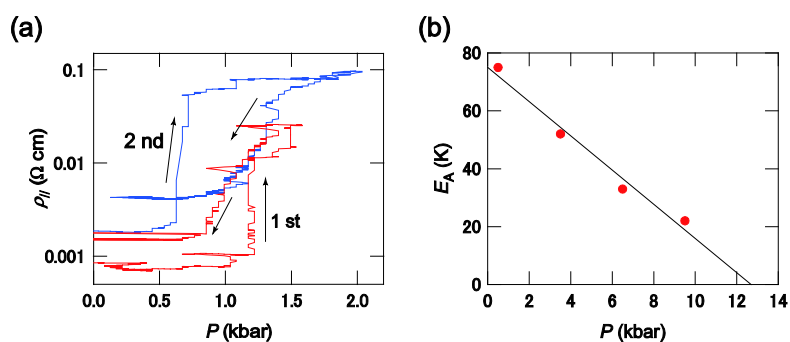 (a)
0.1
0.01
0.001
ρ// (Ω cm)
2 nd
1 st
0.0
0.5
1.0
1.5
2.0
P (kbar)
(b)
80
60
40
20
0
E_A (K)
0 2 4 6 8 10 12 14
P (kbar)